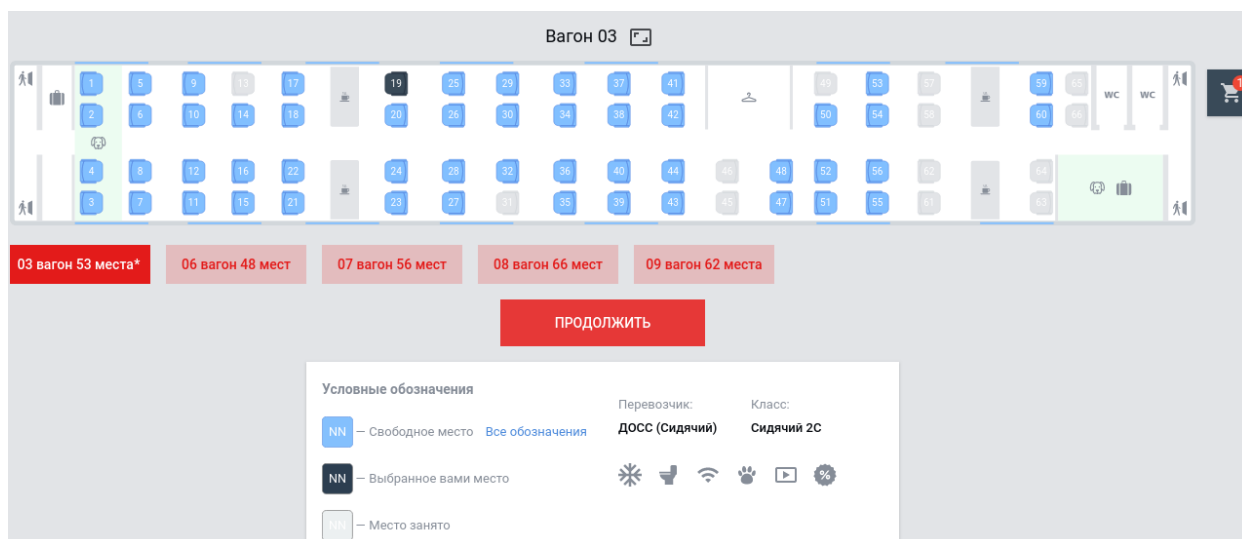 Вагон 03
1 5 9 13 17 19 25 29 33 37 41 49 53 57 59 65 WC WC 1
2 6 10 14 18 20 26 30 34 38 42 50 54 58 60 66
4 8 12 16 22 24 28 32 36 40 44 46 48 52 56 62 64
3 7 11 15 21 23 27 31 35 39 43 45 47 51 55 61 63
03 вагон 53 места* 06 вагон 48 мест 07 вагон 56 мест 08 вагон 66 мест 09 вагон 62 места
ПРОДОЛЖИТЬ
Условные обозначения
Перевозчик: Класс:
ДОСС (Сидячий) Сидячий 2С
NN — Свободное место Все обозначения
NN — Выбранное вами место
%
NN — Место занято